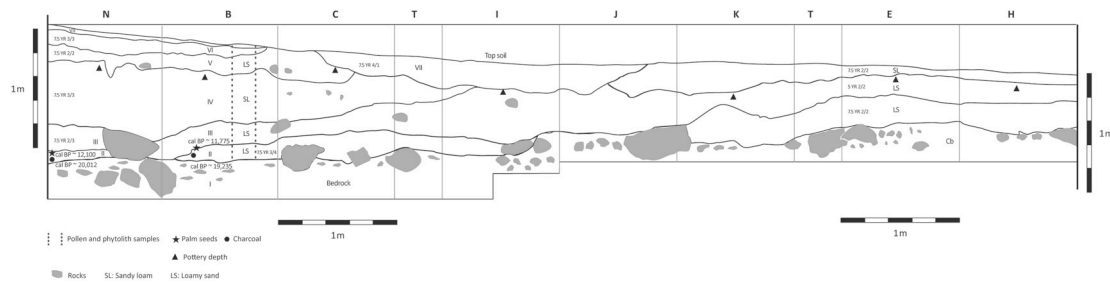 N B C T I J K T E H
VII
7.5 YR 3/3
VI
7.5 YR 2/2
V
LS
7.5 YR 4/1
VII
Top soil
7.5 YR 2/2
SL
5 YR 2/2
LS
1m
7.5 YR 3/3
IV
SL
7.5 YR 2/2
LS
III
LS
1m
7.5 YR 2/3
III
cal BP ~ 11,775
II
cal BP ~ 12,100
II
LS
7.5 YR 3/4
Cb
cal BP ~ 20,012
cal BP ~ 19,235
I
Bedrock
1m
1m
Pollen and phytolith samples
Palm seeds
Charcoal
Pottery depth
Rocks
SL: Sandy loam
LS: Loamy sand